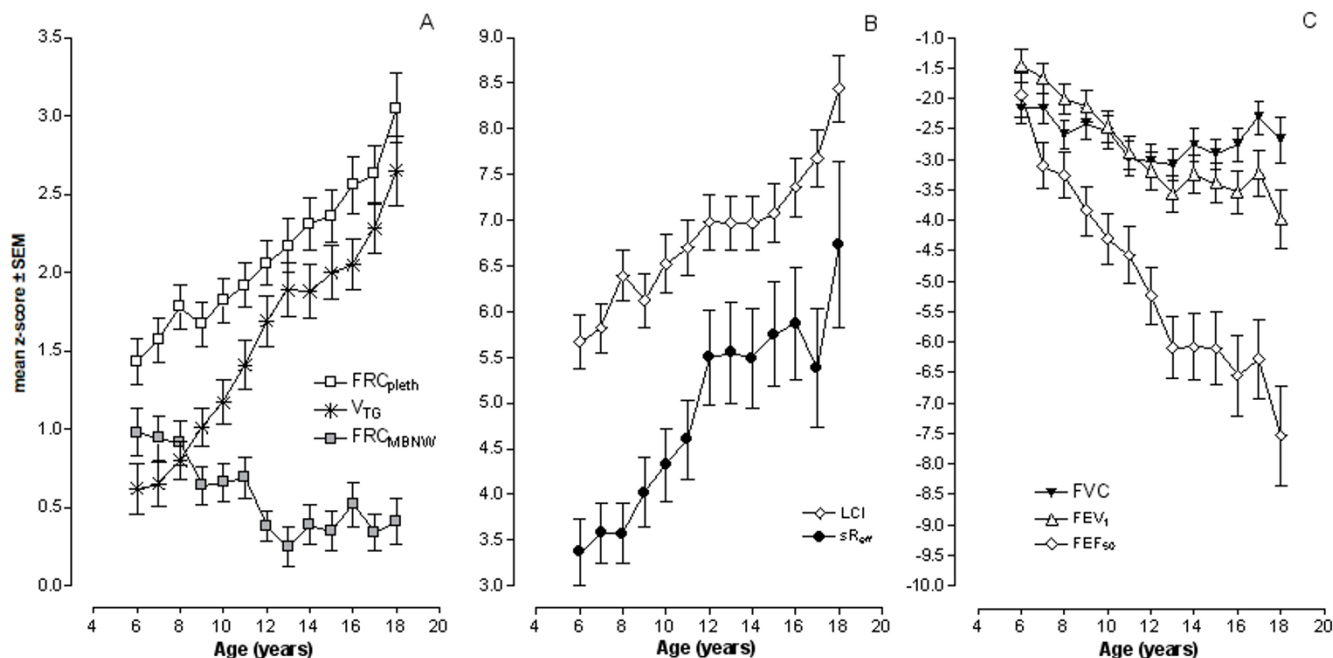 A
B
C
mean z-score ± SEM
3.5
3.0
2.5
2.0
1.5
1.0
0.5
0.0
FRCpleth
VTG
FRCMBNW
4 6 8 10 12 14 16 18 20
Age (years)
9.0
8.5
8.0
7.5
7.0
6.5
6.0
5.5
5.0
4.5
4.0
3.5
3.0
LCI
sReff
4 6 8 10 12 14 16 18 20
Age (years)
-1.0
-1.5
-2.0
-2.5
-3.0
-3.5
-4.0
-4.5
-5.0
-5.5
-6.0
-6.5
-7.0
-7.5
-8.0
-8.5
-9.0
-9.5
-10.0
FVC
FEV1
FEF50
4 6 8 10 12 14 16 18 20
Age (years)